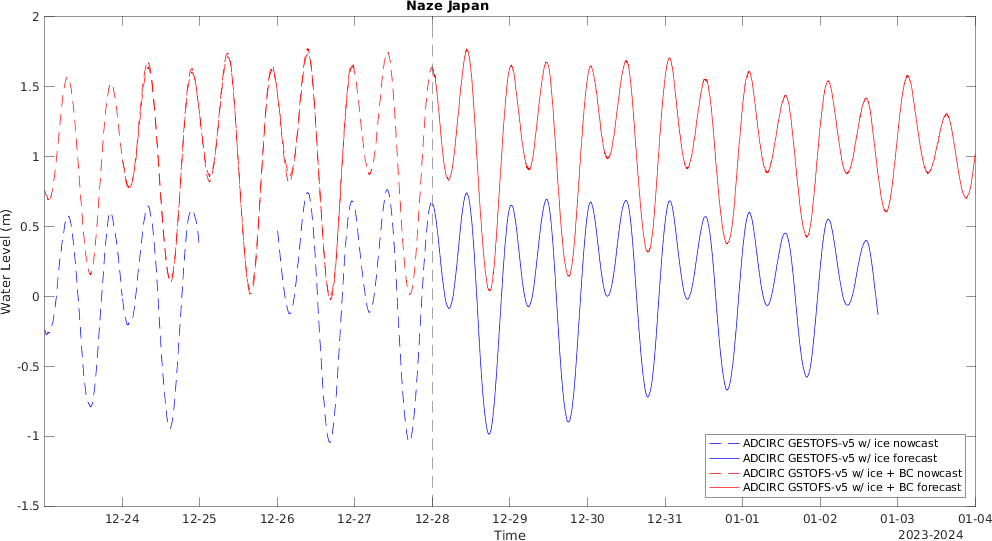 Naze Japan
2
1.5
1
0.5
0
-0.5
-1
-1.5
Water Level (m)
12-24 12-25 12-26 12-27 12-28 12-29 12-30 12-31 01-01 01-02 01-03 01-04
Time
2023-2024
ADCIRC GESTOFS-v5 w/ ice nowcast
ADCIRC GESTOFS-v5 w/ ice forecast
ADCIRC GSTOFS-v5 w/ ice + BC nowcast
ADCIRC GSTOFS-v5 w/ ice + BC forecast